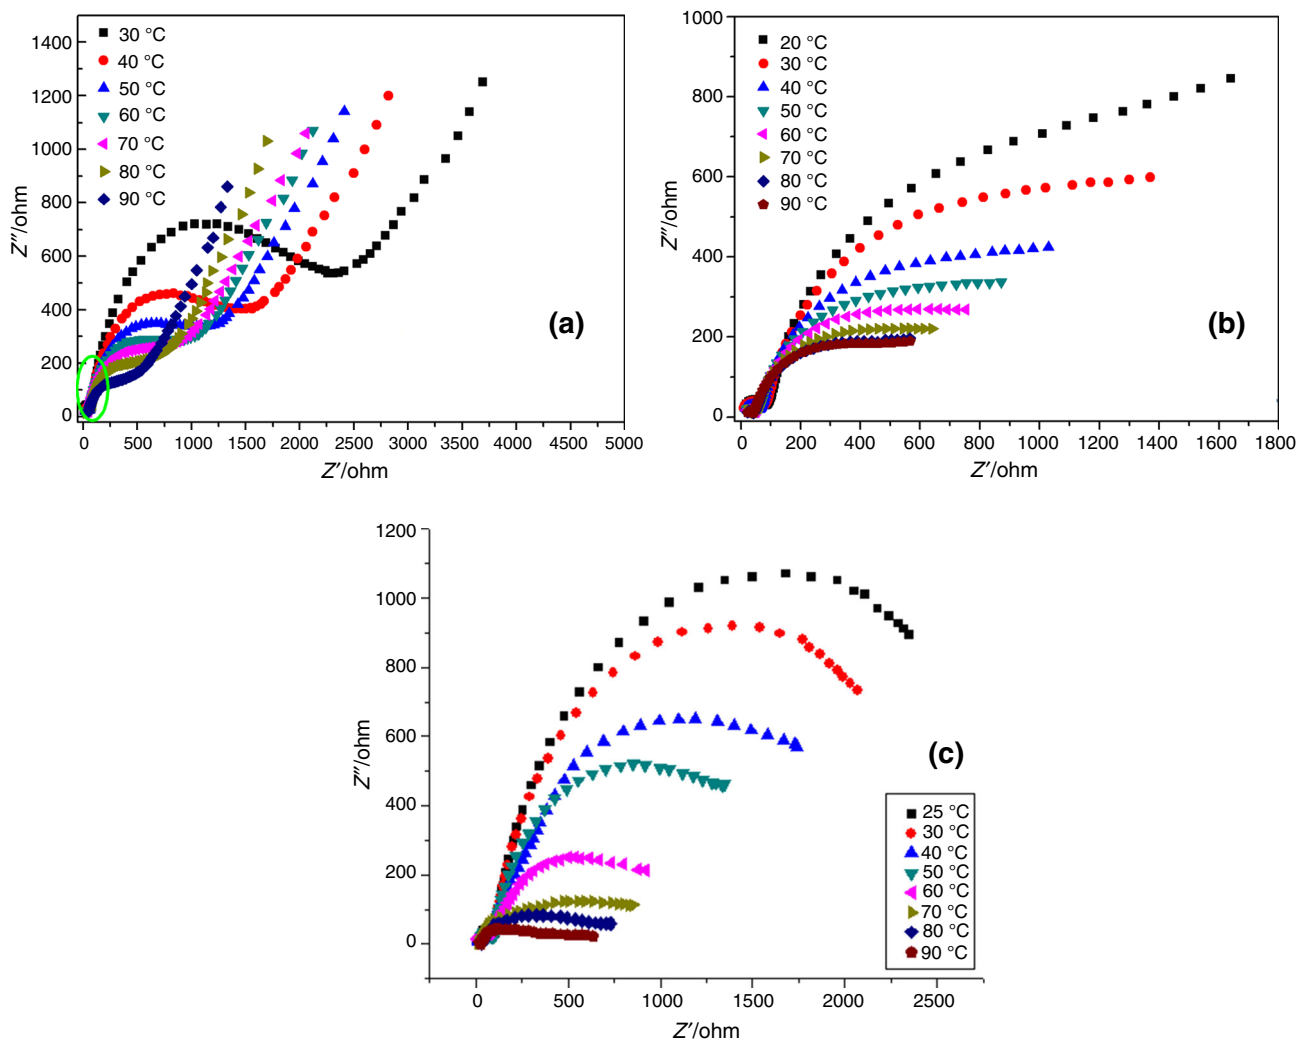 1400
1200
1000
800
600
400
200
0
Z″/ohm
30 °C
40 °C
50 °C
60 °C
70 °C
80 °C
90 °C
(a)
0 500 1000 1500 2000 2500 3000 3500 4000 4500 5000
Z′/ohm
1000
800
600
400
200
0
Z″/ohm
20 °C
30 °C
40 °C
50 °C
60 °C
70 °C
80 °C
90 °C
(b)
0 200 400 600 800 1000 1200 1400 1600 1800
Z′/ohm
1200
1000
800
600
400
200
0
Z″/ohm
(c)
25 °C
30 °C
40 °C
50 °C
60 °C
70 °C
80 °C
90 °C
0 500 1000 1500 2000 2500
Z′/ohm